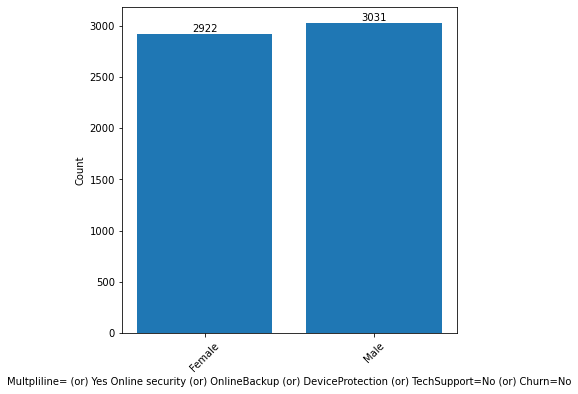 3000
2500
2000
1500
1000
500
0
Count
2922
3031
Female
Male
Multpliline= (or) Yes Online security (or) OnlineBackup (or) DeviceProtection (or) TechSupport=No (or) Churn=No